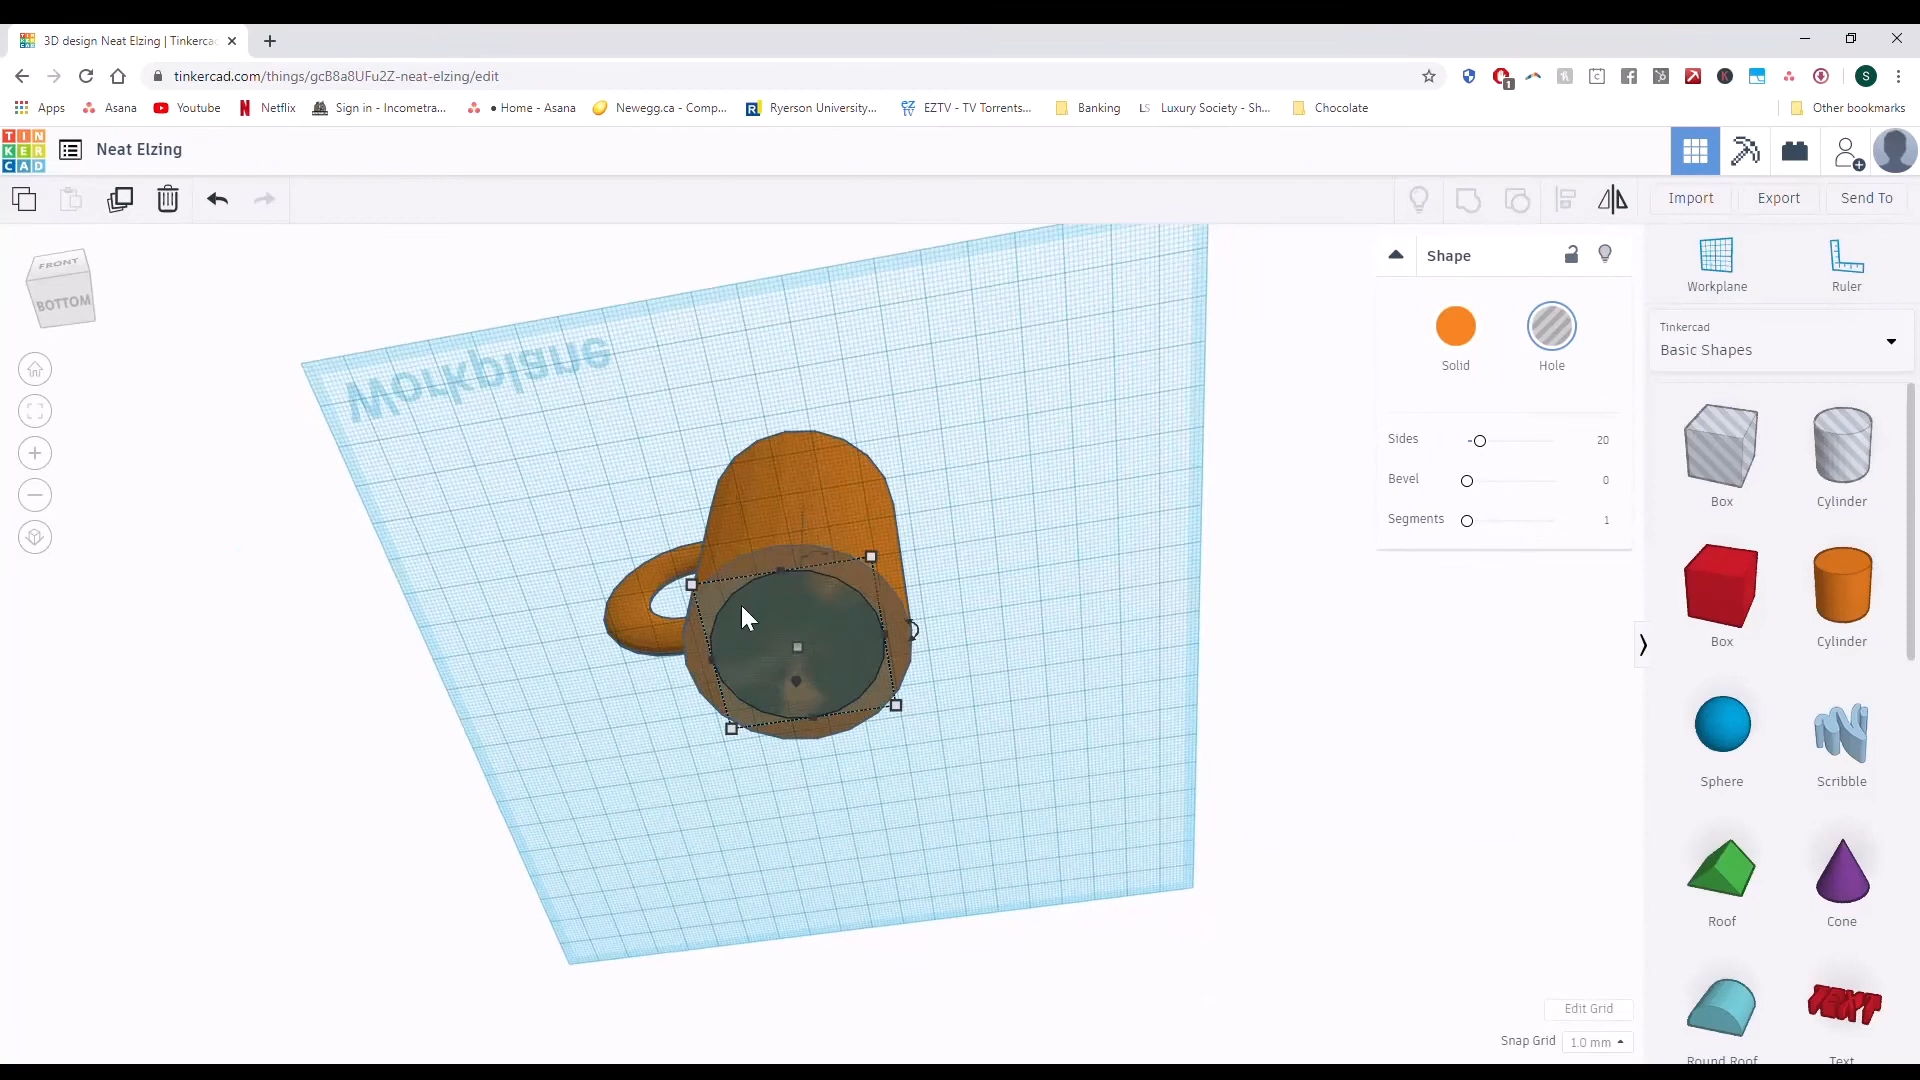 3D design Neat Elzing | Tinkerca
tinkercad.com/things/gcB8a8UFu2Z-neat-elzing/edit
1
S
Apps
Asana
Youtube
Netflix
Sign in - Incometra...
• Home - Asana
Newegg.ca - Comp...
Ryerson University...
EZTV - TV Torrents...
Banking
LS Luxury Society - Sh...
Chocolate
Other bookmarks
TIN
KER
CAD
Neat Elzing
Import
Export
Send To
FRONT
BOTTOM
Workplane
Shape
Solid
Hole
Sides 20
Bevel 0
Segments 1
Workplane
Ruler
Tinkercad
Basic Shapes
Box
Cylinder
Box
Cylinder
Sphere
Scribble
Roof
Cone
TEXT
Round Roof
Text
Edit Grid
Snap Grid 1.0 mm